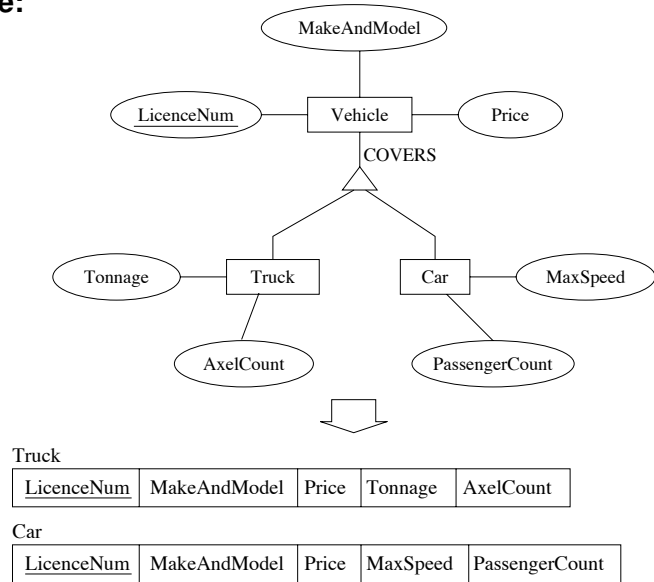 e:
MakeAndModel
LicenceNum Vehicle Price
COVERS
Tonnage Truck Car MaxSpeed
AxelCount PassengerCount
Truck
LicenceNum MakeAndModel Price Tonnage AxelCount
Car
LicenceNum MakeAndModel Price MaxSpeed PassengerCount